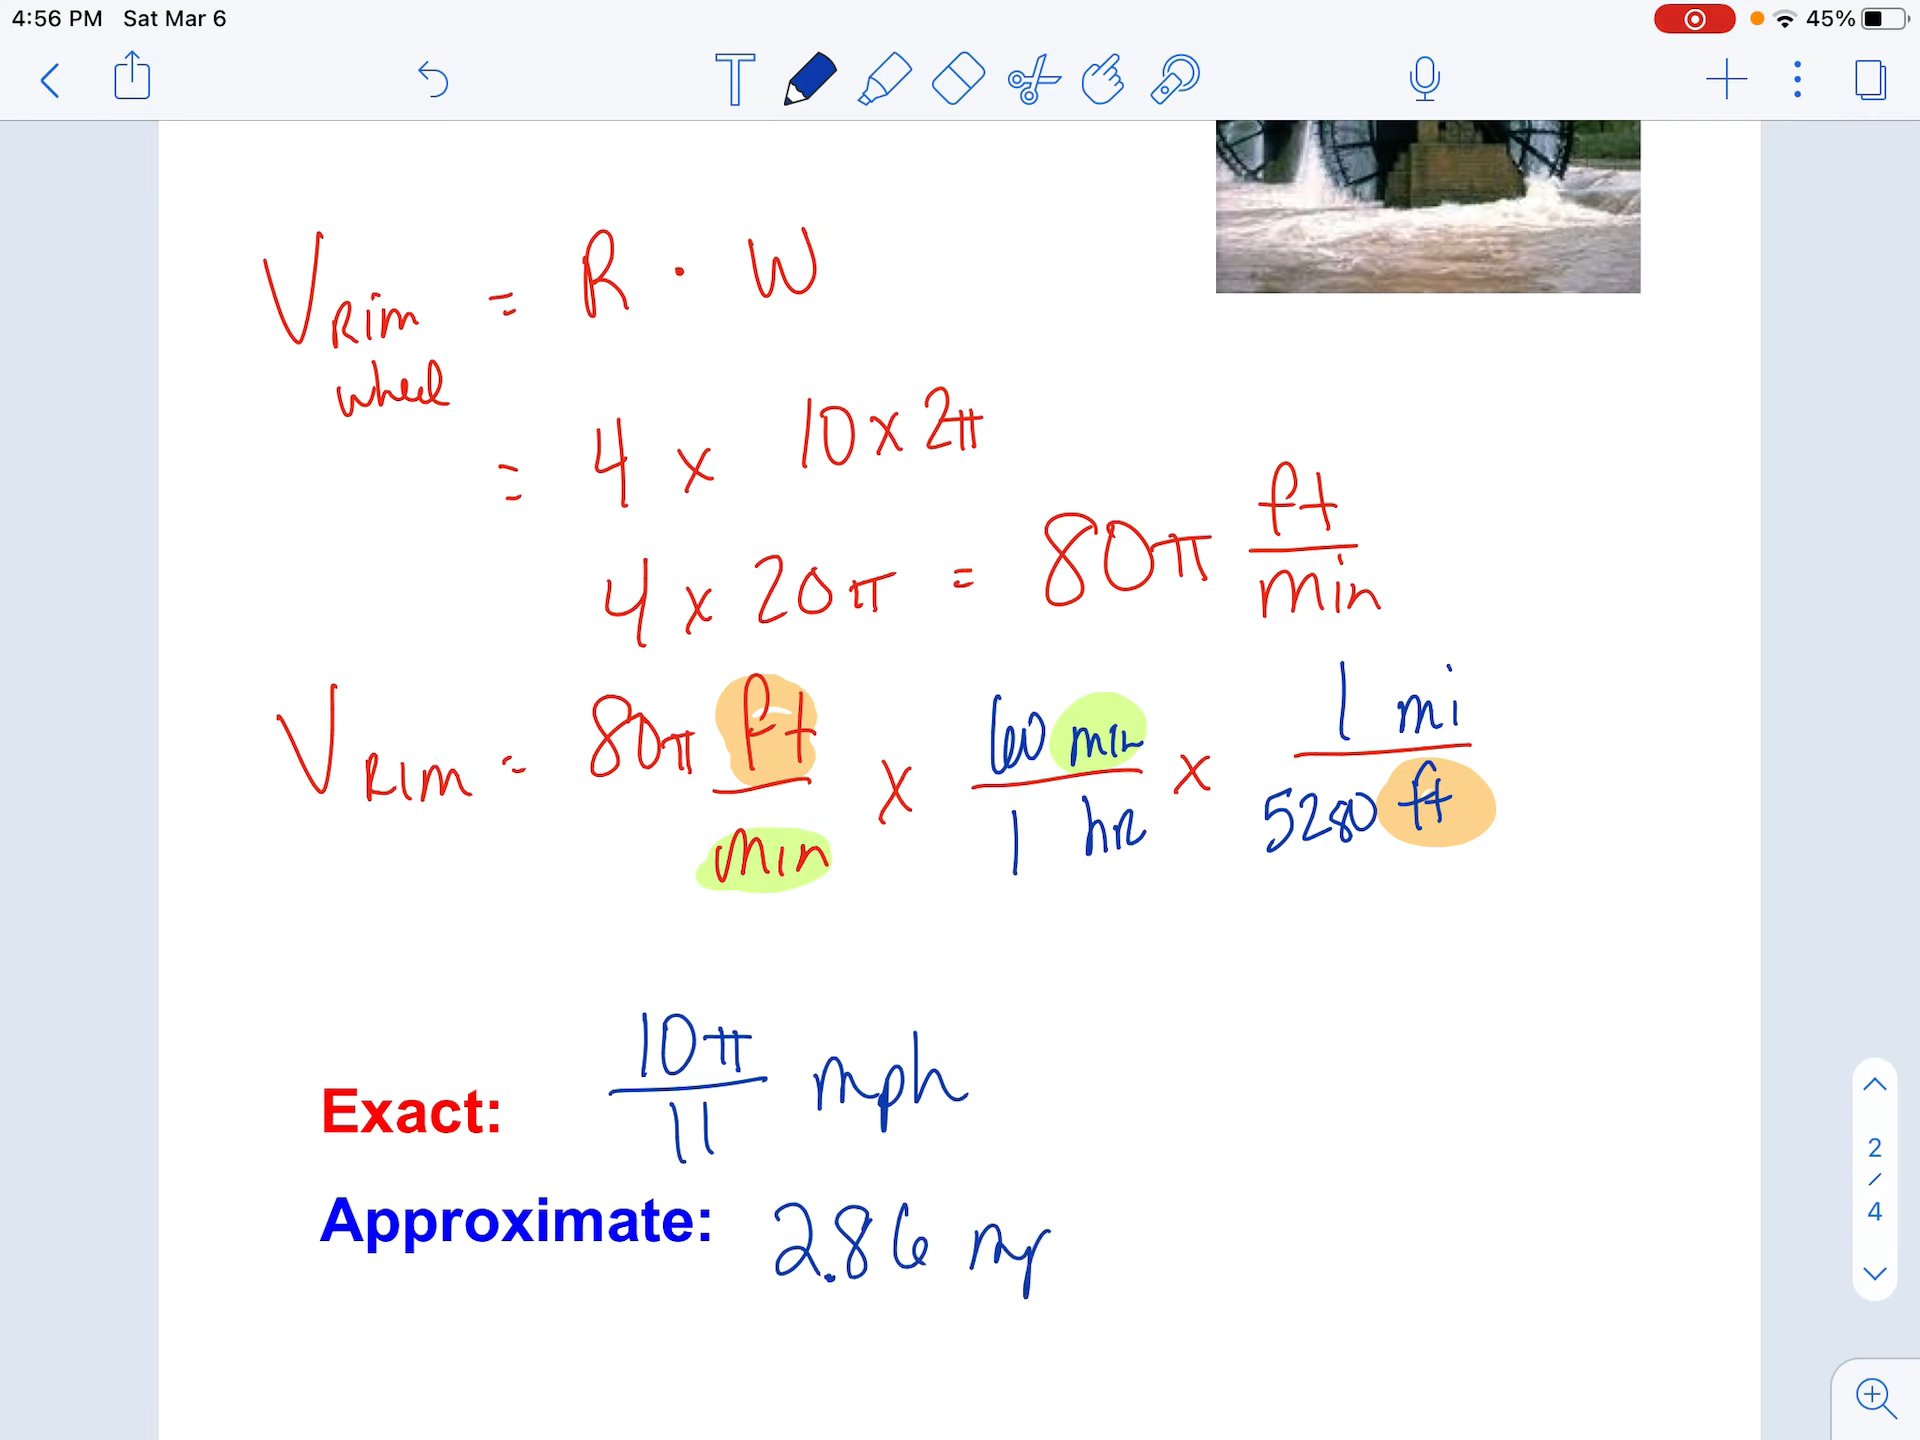 4:56 PM Sat Mar 6 45%
V Rim wheel = R · W
= 4 x 10 x 2π
4 x 20π = 80π ft/min
V RIM = 80π ft/min x 60 min/1 hr x 1 mi/5280 ft
Exact: 10π/11 mph
Approximate: 2.86 mp
2 / 4